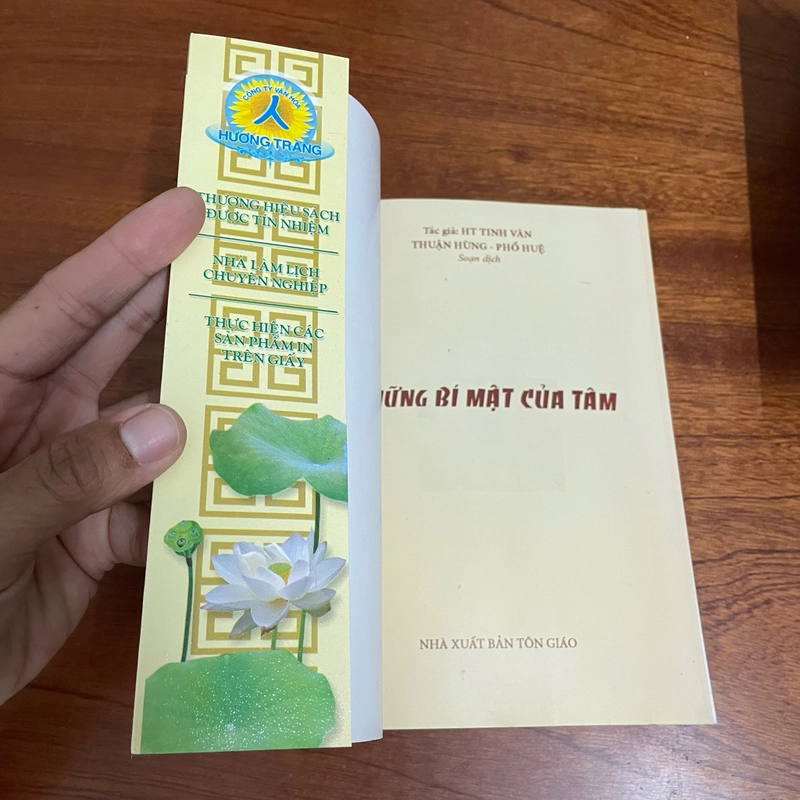 CÔNG TY VĂN HÓA
HƯƠNG TRANG
THƯƠNG HIỆU SÁCH
ĐƯỢC TÍN NHIỆM
NHÀ LÀM LỊCH
CHUYÊN NGHIỆP
THỰC HIỆN CÁC
SẢN PHẨM IN
TRÊN GIẤY
Tác giả: HT TINH VÂN
THUẬN HÙNG - PHỔ HUỆ
Soạn dịch
ỮNG BÍ MẬT CỦA TÂM
NHÀ XUẤT BẢN TÔN GIÁO